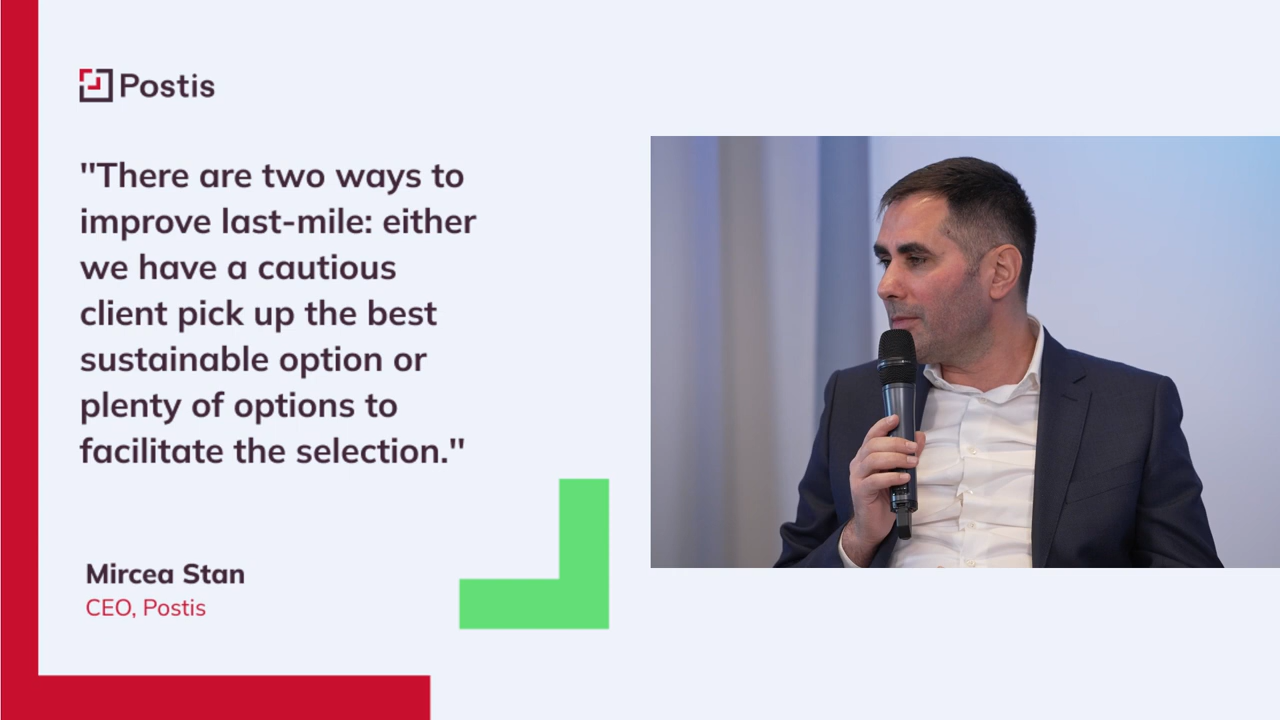 Postis
"There are two ways to
improve last-mile: either
we have a cautious
client pick up the best
sustainable option or
plenty of options to
facilitate the selection."
Mircea Stan
CEO, Postis